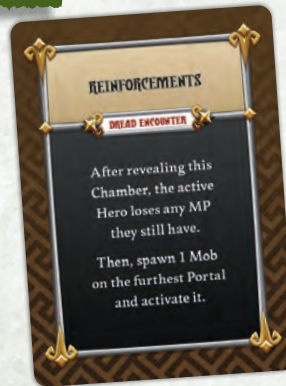 REINFORCEMENTS
DREAD ENCOUNTER
After revealing this
Chamber, the active
Hero loses any MP
they still have.
Then, spawn 1 Mob
on the furthest Portal
and activate it.